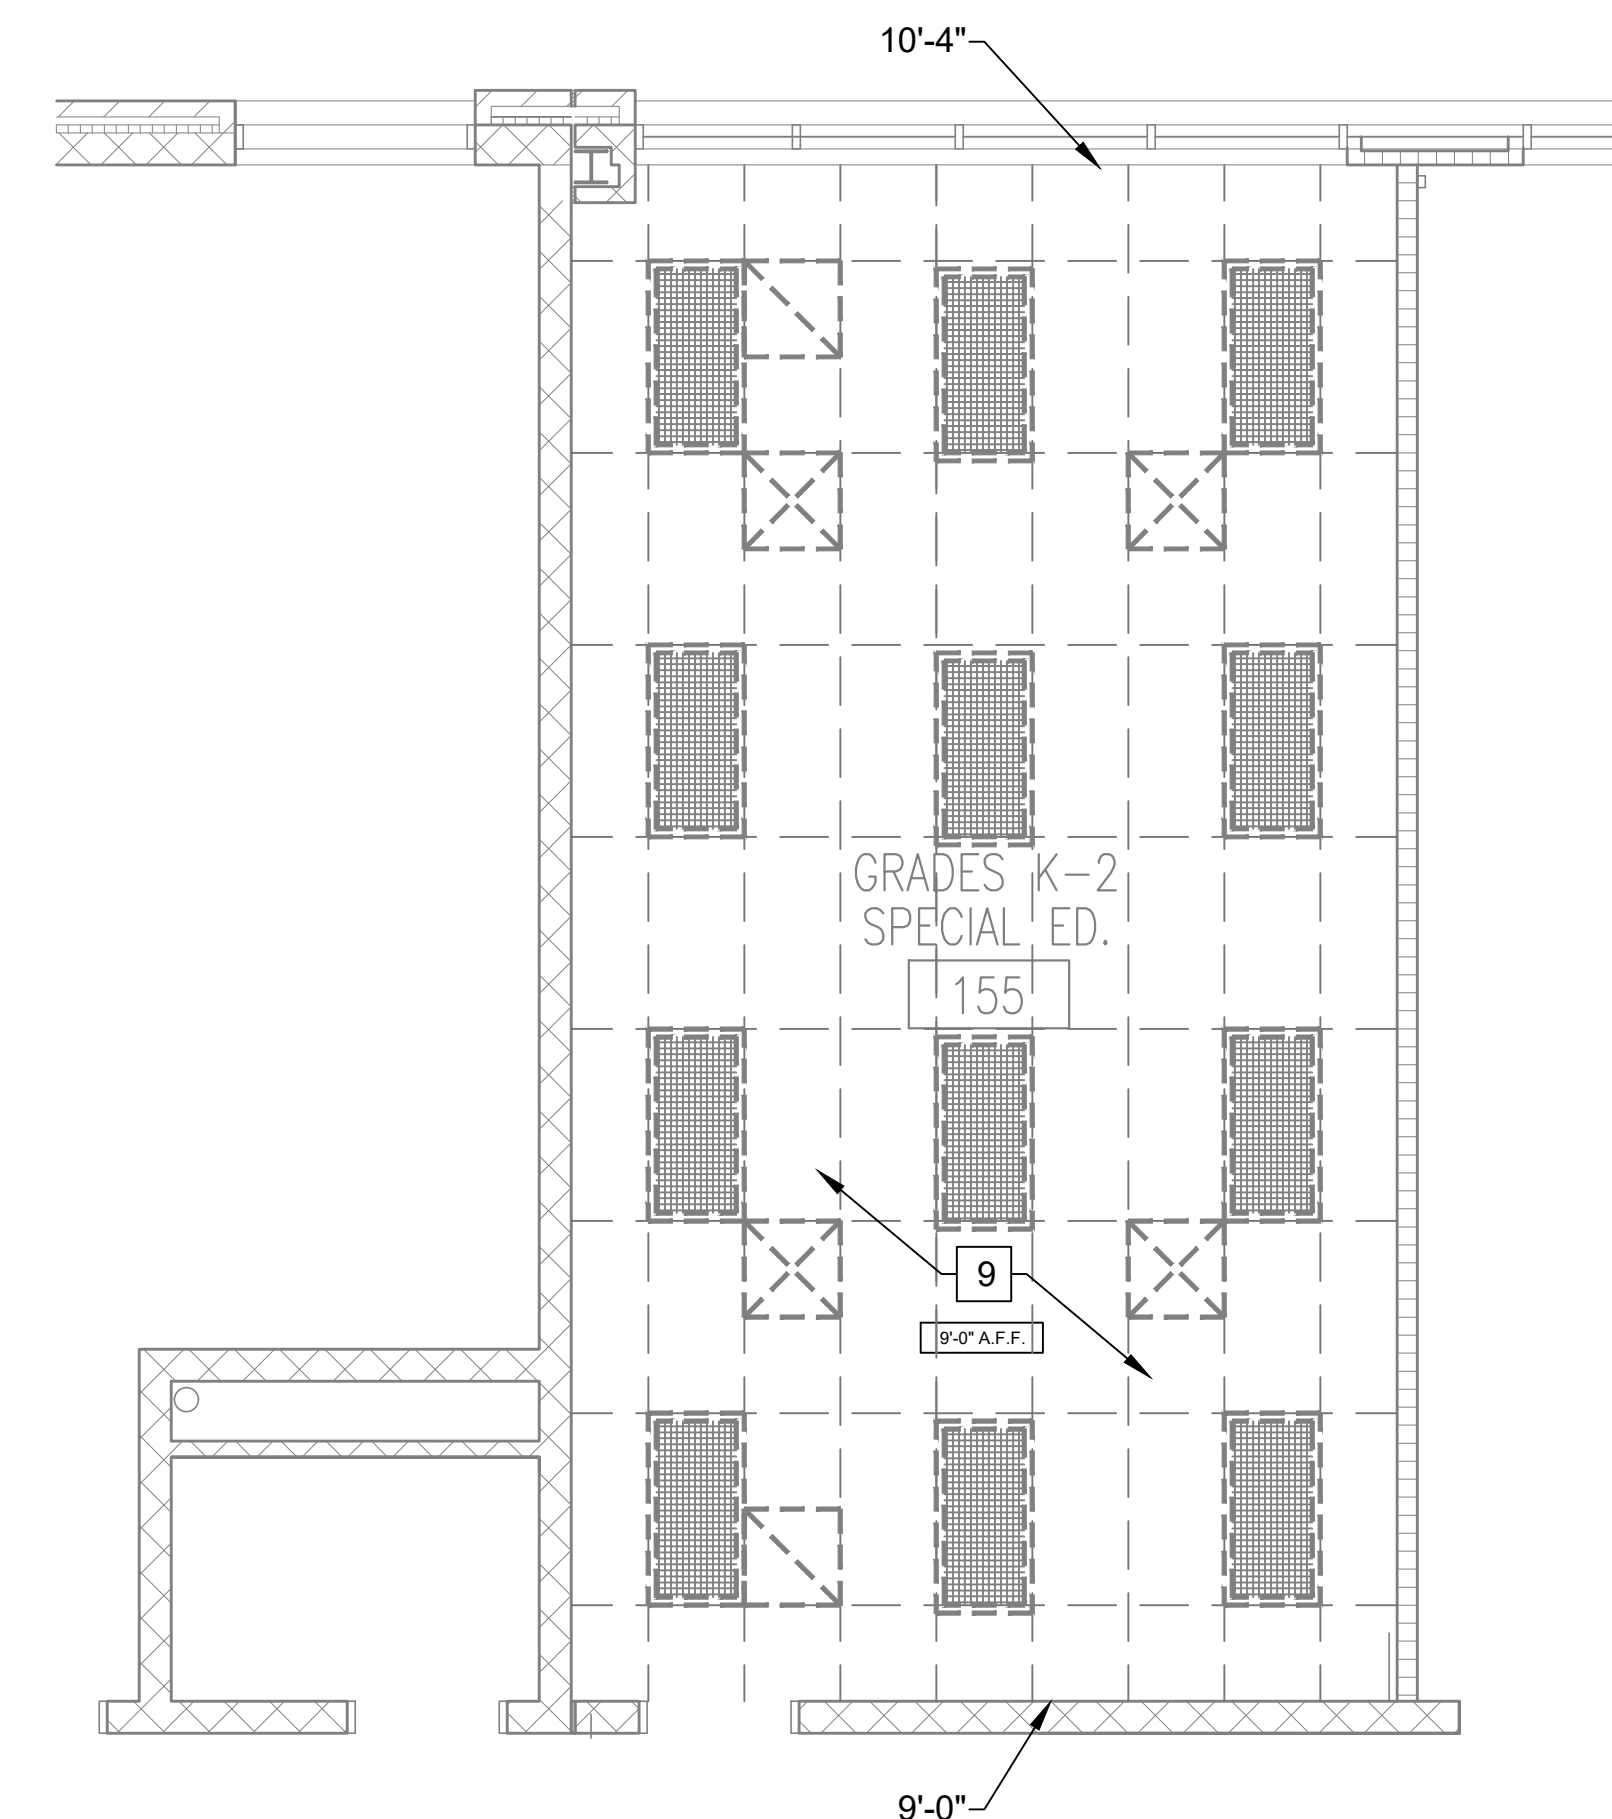 10'-4"
GRADES K-2
SPECIAL ED.
155
9
9'-0" A.F.F.
9'-0"